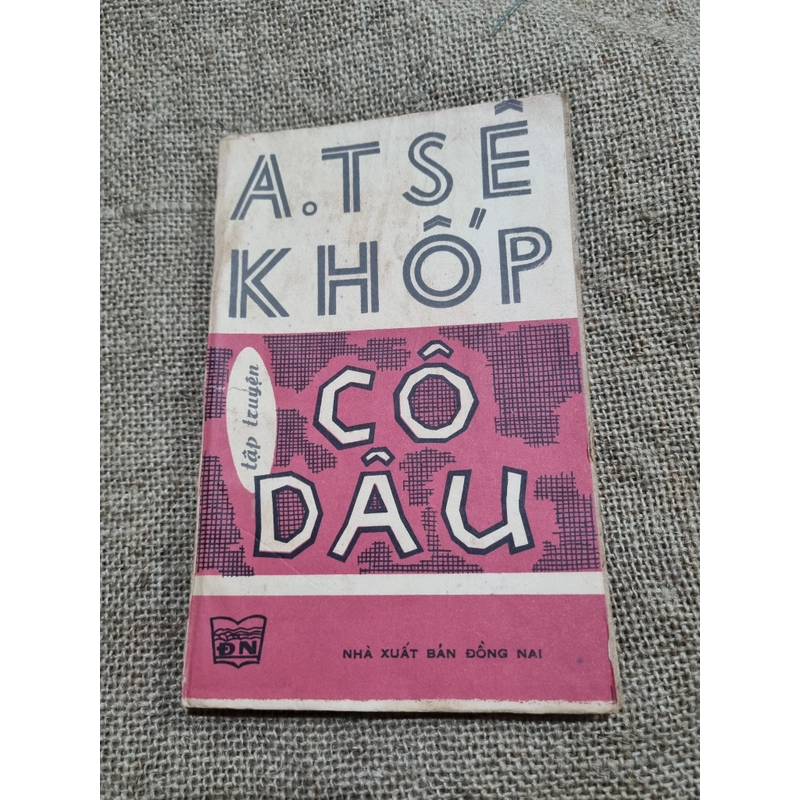 A.TSÊ
KHỐP
tập truyện
CÔ
DÂU
ĐN
NHÀ XUẤT BẢN ĐỒNG NAI